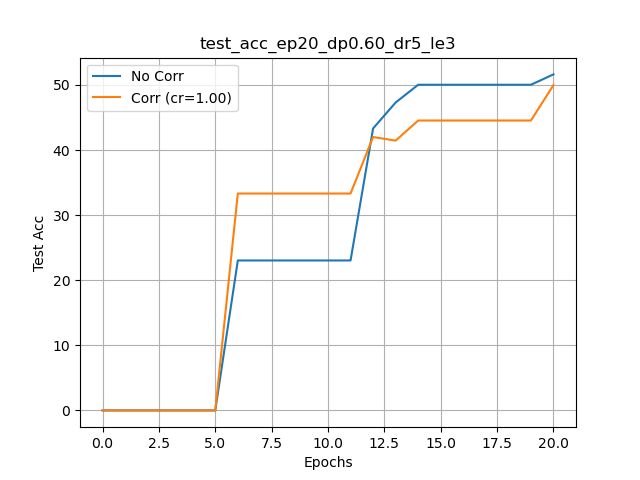 test_acc_ep20_dp0.60_dr5_le3
No Corr
Corr (cr=1.00)
Test Acc
50
40
30
20
10
0
0.0 2.5 5.0 7.5 10.0 12.5 15.0 17.5 20.0
Epochs